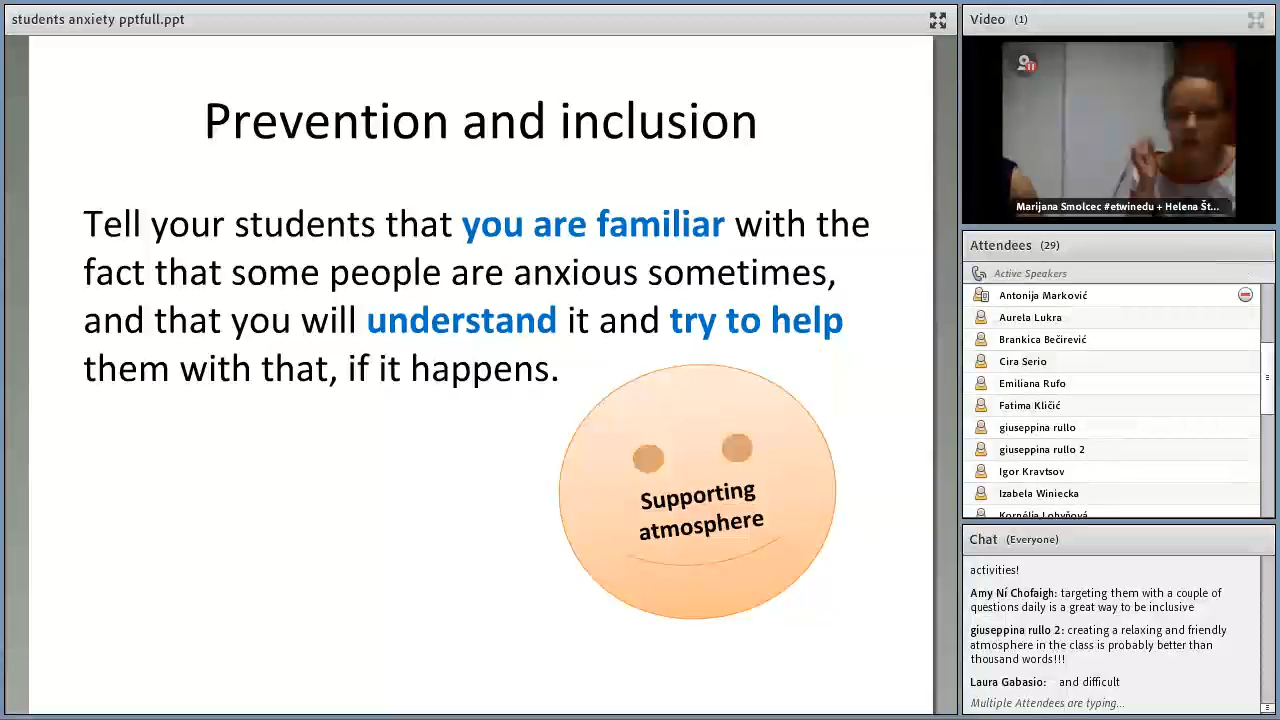 students anxiety pptfull.ppt
Prevention and inclusion
Tell your students that you are familiar with the
fact that some people are anxious sometimes,
and that you will understand it and try to help
them with that, if it happens.
Supporting
atmosphere
Video (1)
Marijana Smolcec #etwinedu + Helena Št...
Attendees (29)
Active Speakers
Antonija Marković
Aurela Lukra
Brankica Bečirević
Cira Serio
Emiliana Rufo
Fatima Kličić
giuseppina rullo
giuseppina rullo 2
Igor Kravtsov
Izabela Winiecka
Chat (Everyone)
activities!
Amy Ní Chofaigh: targeting them with a couple of
questions daily is a great way to be inclusive
giuseppina rullo 2: creating a relaxing and friendly
atmosphere in the class is probably better than
thousand words!!!
Laura Gabasio: and difficult
Multiple Attendees are typing...